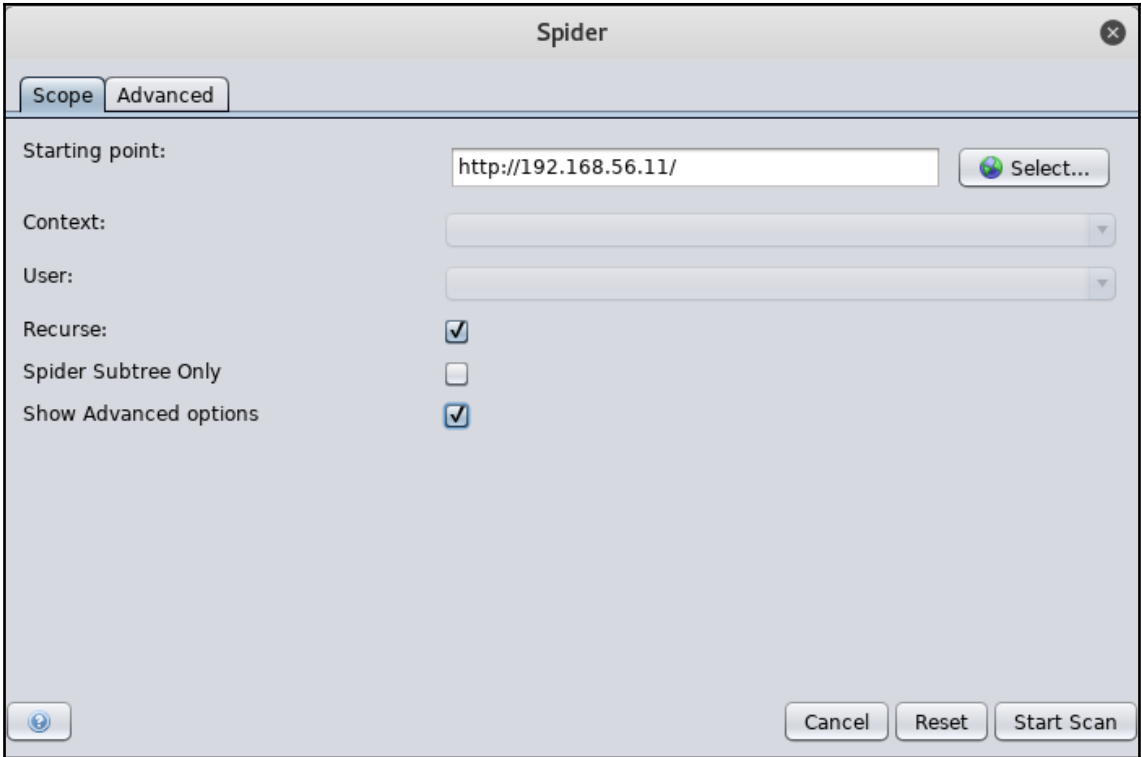 Spider
Scope Advanced
Starting point: http://192.168.56.11/ Select...
Context:
User:
Recurse:
Spider Subtree Only
Show Advanced options
Cancel Reset Start Scan